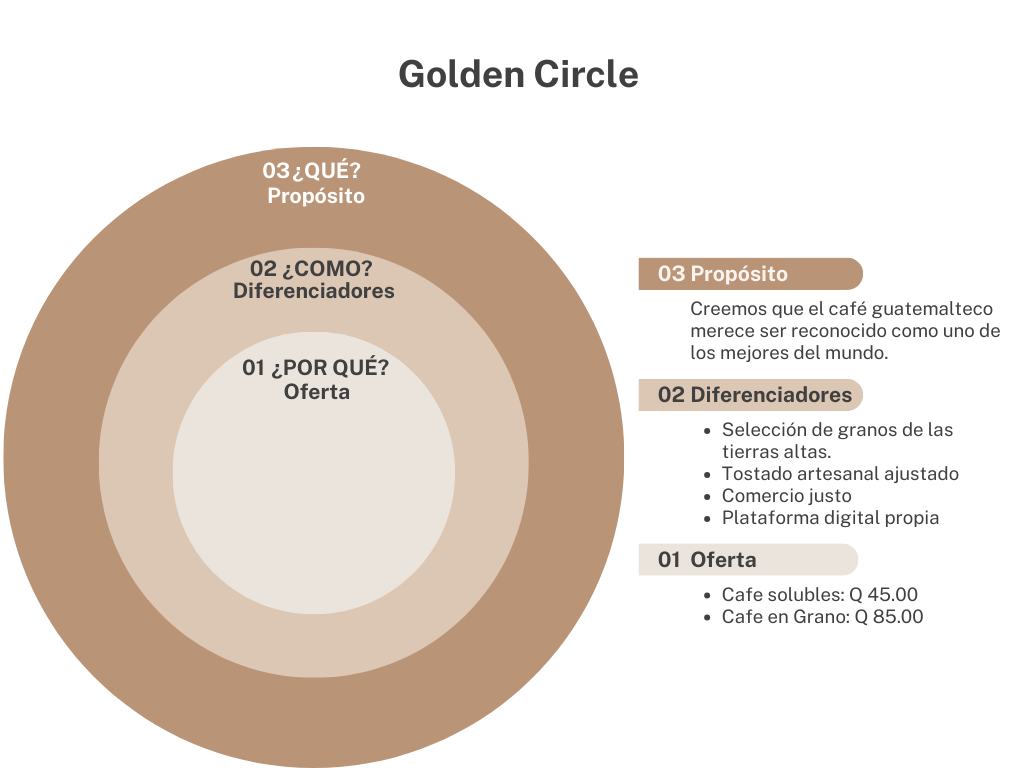 Golden Circle
03¿QUÉ?
Propósito
02 ¿COMO?
Diferenciadores
01 ¿POR QUÉ?
Oferta
03 Propósito
Creemos que el café guatemalteco
merece ser reconocido como uno de
los mejores del mundo.
02 Diferenciadores
• Selección de granos de las
tierras altas.
• Tostado artesanal ajustado
• Comercio justo
• Plataforma digital propia
01 Oferta
• Cafe solubles: Q 45.00
• Cafe en Grano: Q 85.00